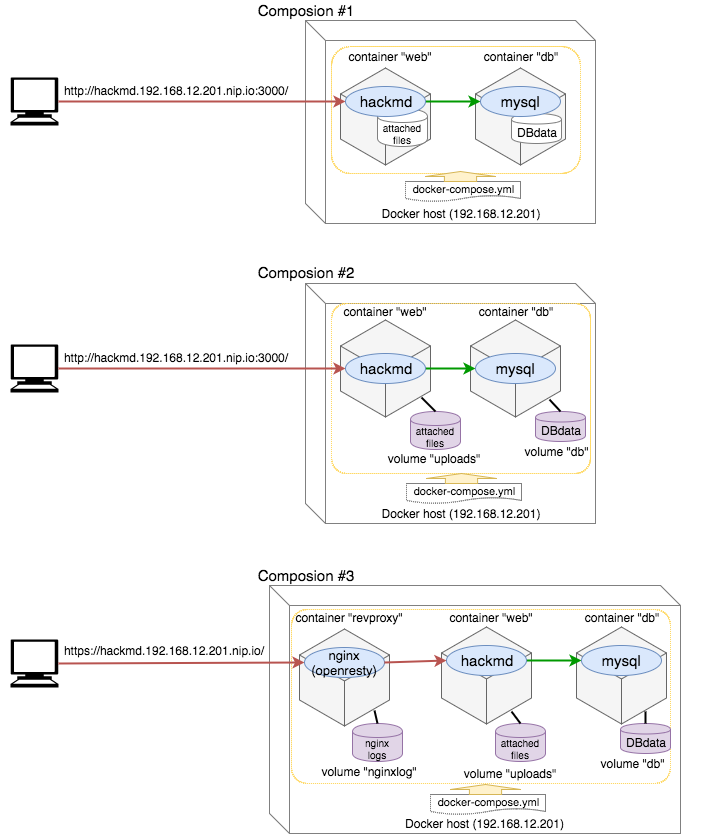 Composion #1
container "web"
container "db"
http://hackmd.192.168.12.201.nip.io:3000/
hackmd
mysql
attached
files
DBdata
docker-compose.yml
Docker host (192.168.12.201)
Composion #2
container "web"
container "db"
http://hackmd.192.168.12.201.nip.io:3000/
hackmd
mysql
attached
files
DBdata
volume "uploads"
volume "db"
docker-compose.yml
Docker host (192.168.12.201)
Composion #3
container "revproxy"
container "web"
container "db"
https://hackmd.192.168.12.201.nip.io/
nginx
(openresty)
hackmd
mysql
nginx
logs
attached
files
DBdata
volume "nginxlog"
volume "uploads"
volume "db"
docker-compose.yml
Docker host (192.168.12.201)